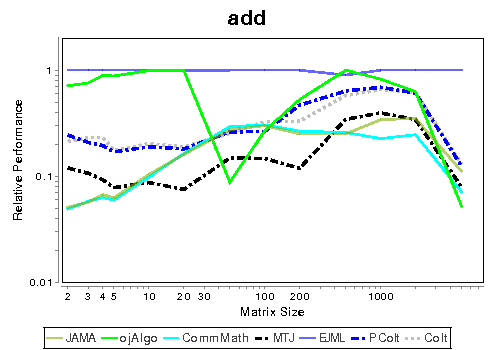 add
Relative Performance
1
0.1
0.01
2 3 4 5 10 20 30 100 200 1000
Matrix Size
JAMA ojAlgo CommMath MTJ EJML PColt Colt